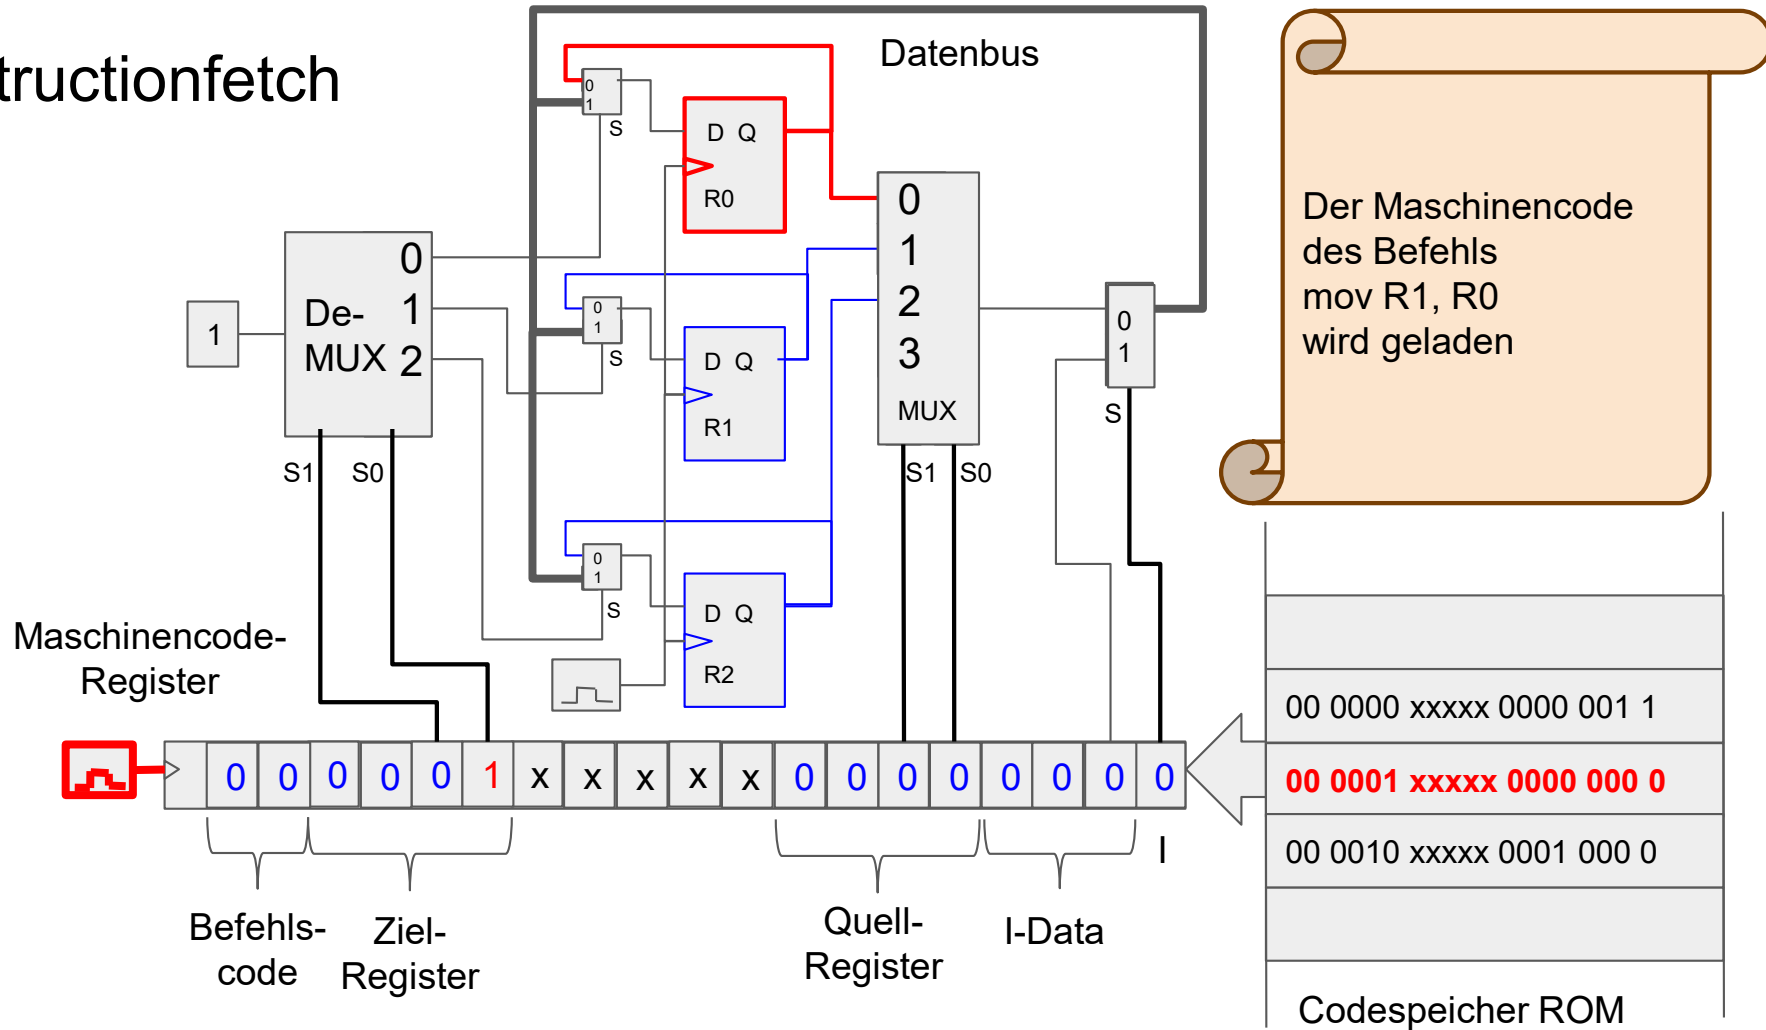 tructionfetch
Datenbus
0
1
S
D Q
R0
De-
MUX
0
1
2
1
S1 S0
0
1
S
D Q
R1
0
1
2
3
MUX
S1 S0
0
1
S
0
1
S
D Q
R2
Der Maschinencode
des Befehls
mov R1, R0
wird geladen
Maschinencode-
Register
0 0 0 0 0 1 x x x x x 0 0 0 0 0 0 0 0
Befehls-
code
Ziel-
Register
Quell-
Register
I-Data
I
00 0000 xxxxx 0000 001 1
00 0001 xxxxx 0000 000 0
00 0010 xxxxx 0001 000 0
Codespeicher ROM